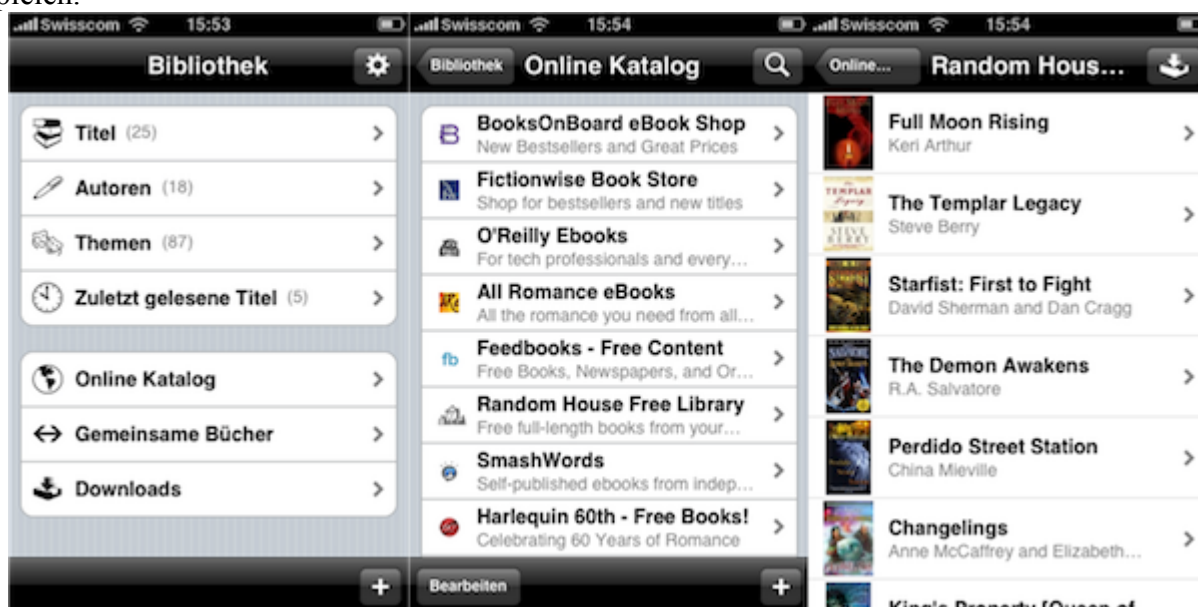 Swisscom 15:53
Bibliothek
Titel (25)
Autoren (18)
Themen (87)
Zuletzt gelesene Titel (5)
Online Katalog
Gemeinsame Bücher
Downloads
+
Swisscom 15:54
Bibliothek Online Katalog
BooksOnBoard eBook Shop
New Bestsellers and Great Prices
Fictionwise Book Store
Shop for bestsellers and new titles
O'Reilly Ebooks
For tech professionals and every...
All Romance eBooks
All the romance you need from all...
fb Feedbooks - Free Content
Free Books, Newspapers, and Or...
Random House Free Library
Free full-length books from your...
SmashWords
Self-published ebooks from indep...
Harlequin 60th - Free Books!
Celebrating 60 Years of Romance
Bearbeiten +
Swisscom 15:54
Online... Random Hous...
Full Moon Rising
Keri Arthur
TEMPLAR
Legacy
STEVE
BERRY
The Templar Legacy
Steve Berry
Starfist: First to Fight
David Sherman and Dan Cragg
SALVATORE
The Demon Awakens
R.A. Salvatore
Perdido Street Station
China Mieville
Changelings
Anne McCaffrey and Elizabeth...